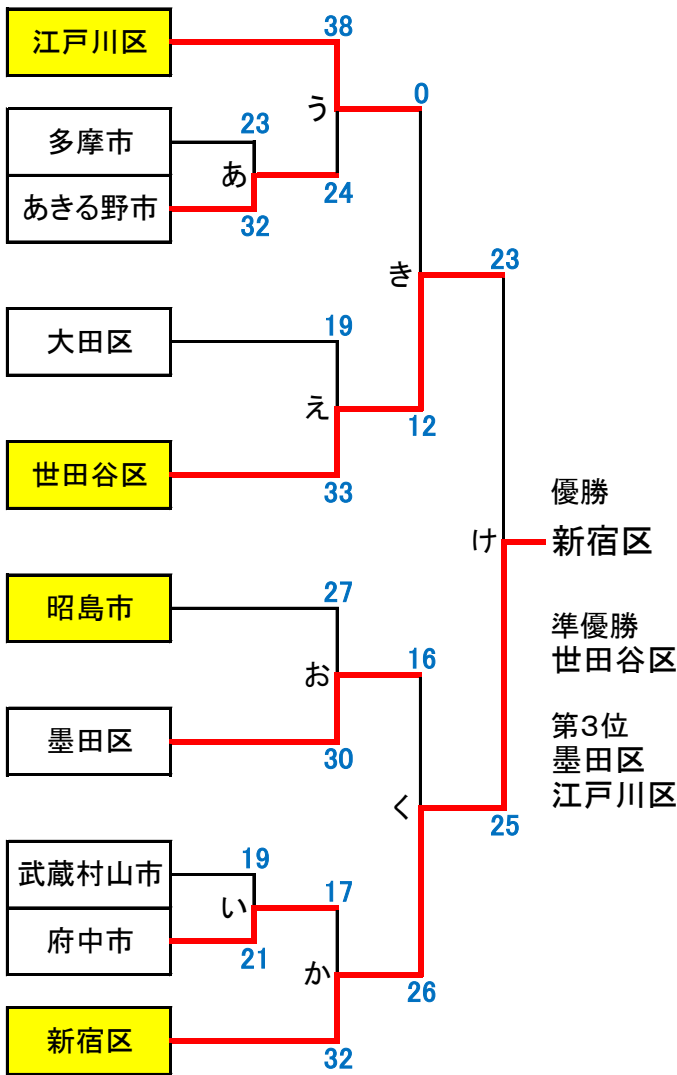 江戸川区
38
う
0
多摩市
23
あ
あきる野市
32
24
き
23
大田区
19
え
12
世田谷区
33
優勝
け
新宿区
昭島市
27
お
16
準優勝
世田谷区
墨田区
30
第3位
墨田区
江戸川区
く
25
武蔵村山市
19
い
17
府中市
21
か
26
新宿区
32